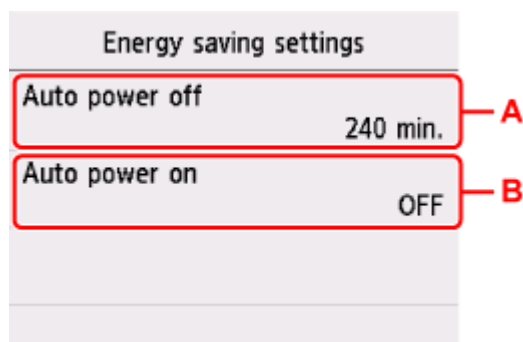 Energy saving settings
Auto power off
240 min.
A
Auto power on
OFF
B